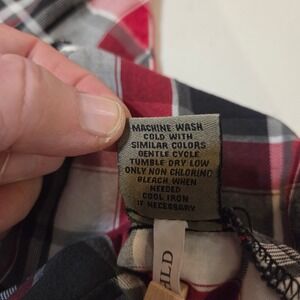 MACHINE WASH
COLD WITH
SIMILAR COLORS
GENTLE CYCLE
TUMBLE DRY LOW
ONLY NON CHLORINE
BLEACH WHEN
NEEDED
COOL IRON
IF NECESSARY